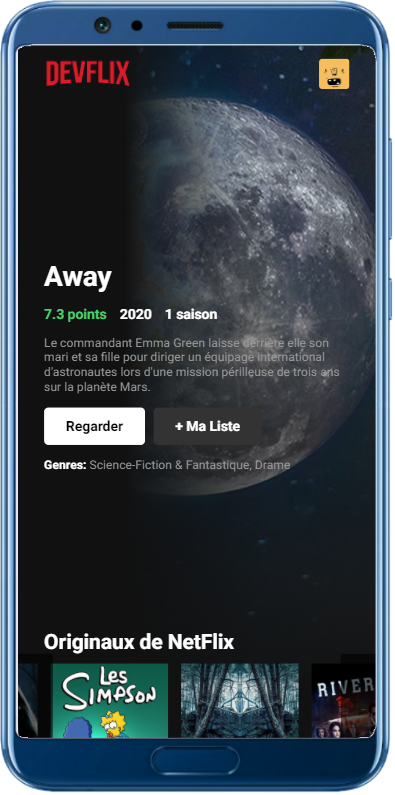 DEVFLIX
Away
7.3 points 2020 1 saison
Le commandant Emma Green laisse derrière elle son
mari et sa fille pour diriger un équipage international
d'astronautes lors d'une mission périlleuse de trois ans
sur la planète Mars.
Regarder + Ma Liste
Genres: Science-Fiction & Fantastique, Drame
Originaux de NetFlix
Les
SIMPSON
RIVER